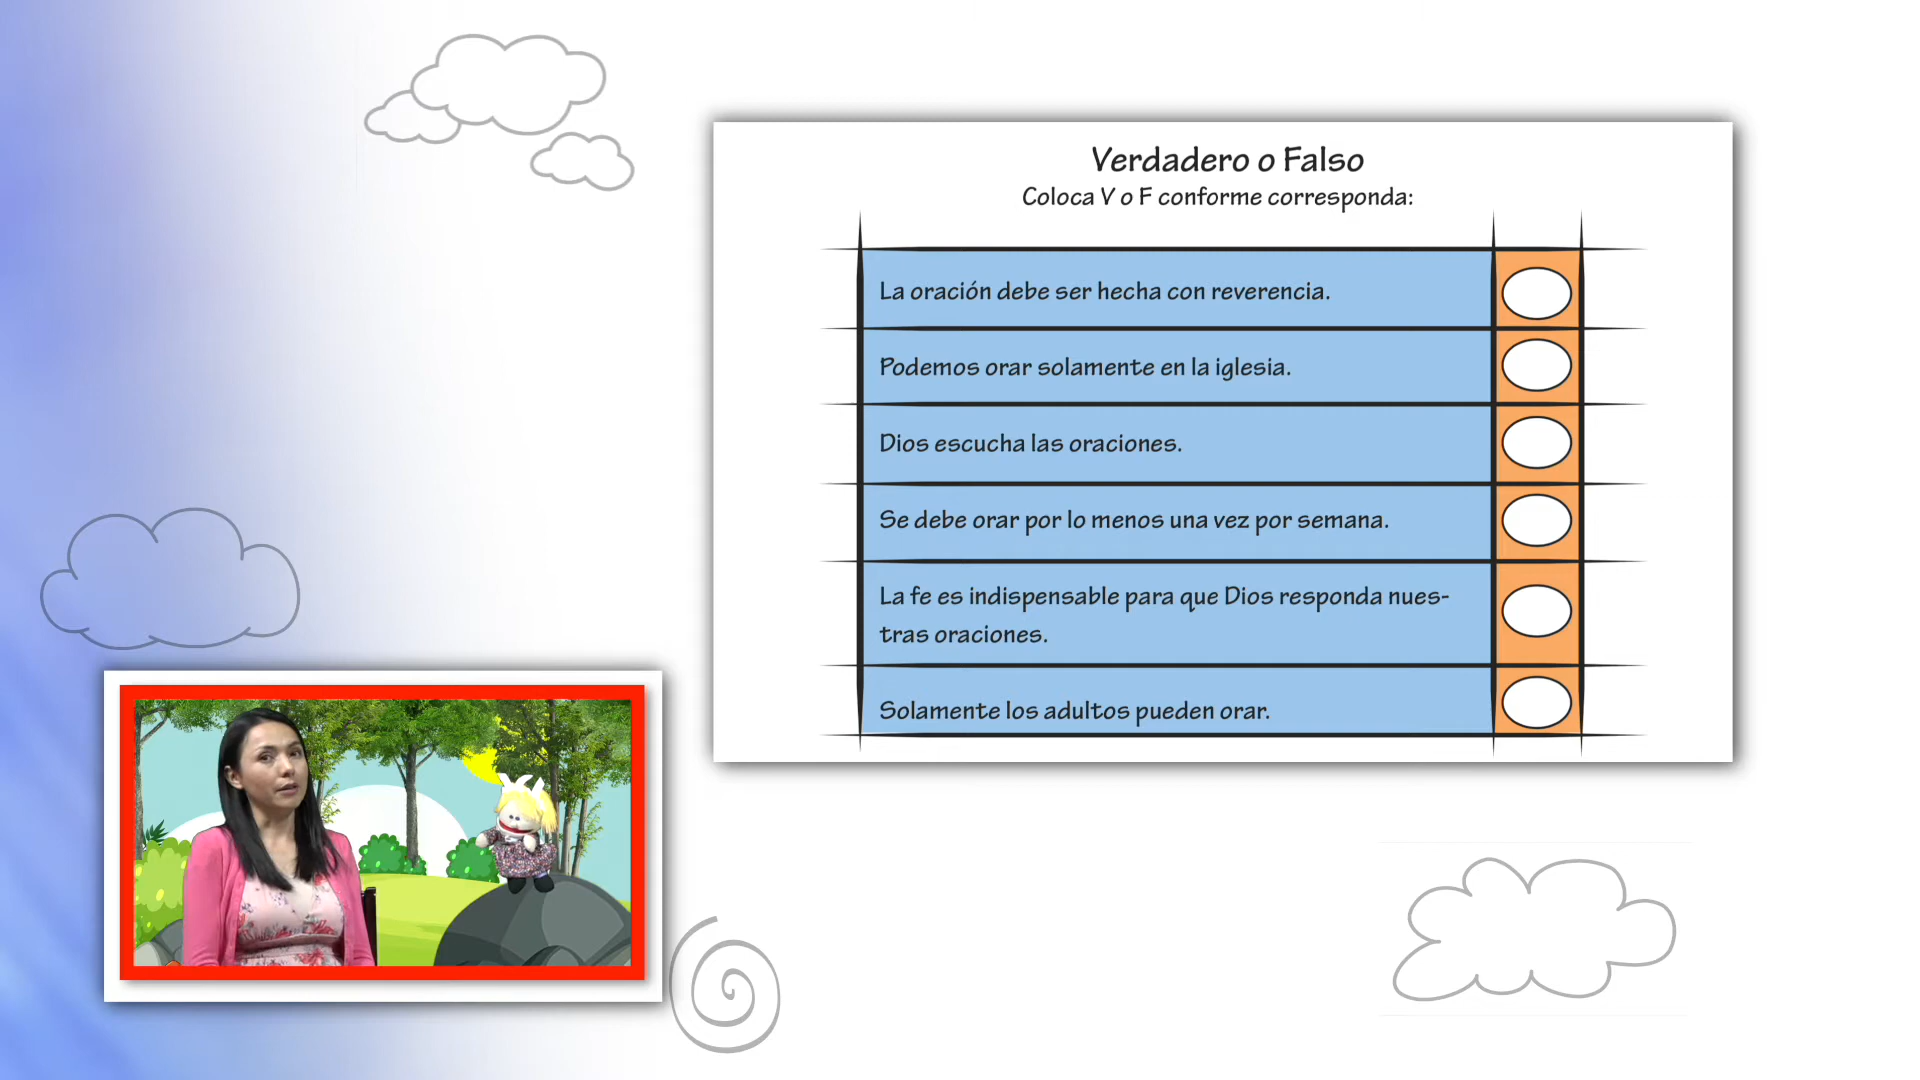 Verdadero o Falso
Coloca V o F conforme corresponda:
La oración debe ser hecha con reverencia.
Podemos orar solamente en la iglesia.
Dios escucha las oraciones.
Se debe orar por lo menos una vez por semana.
La fe es indispensable para que Dios responda nues-
tras oraciones.
Solamente los adultos pueden orar.